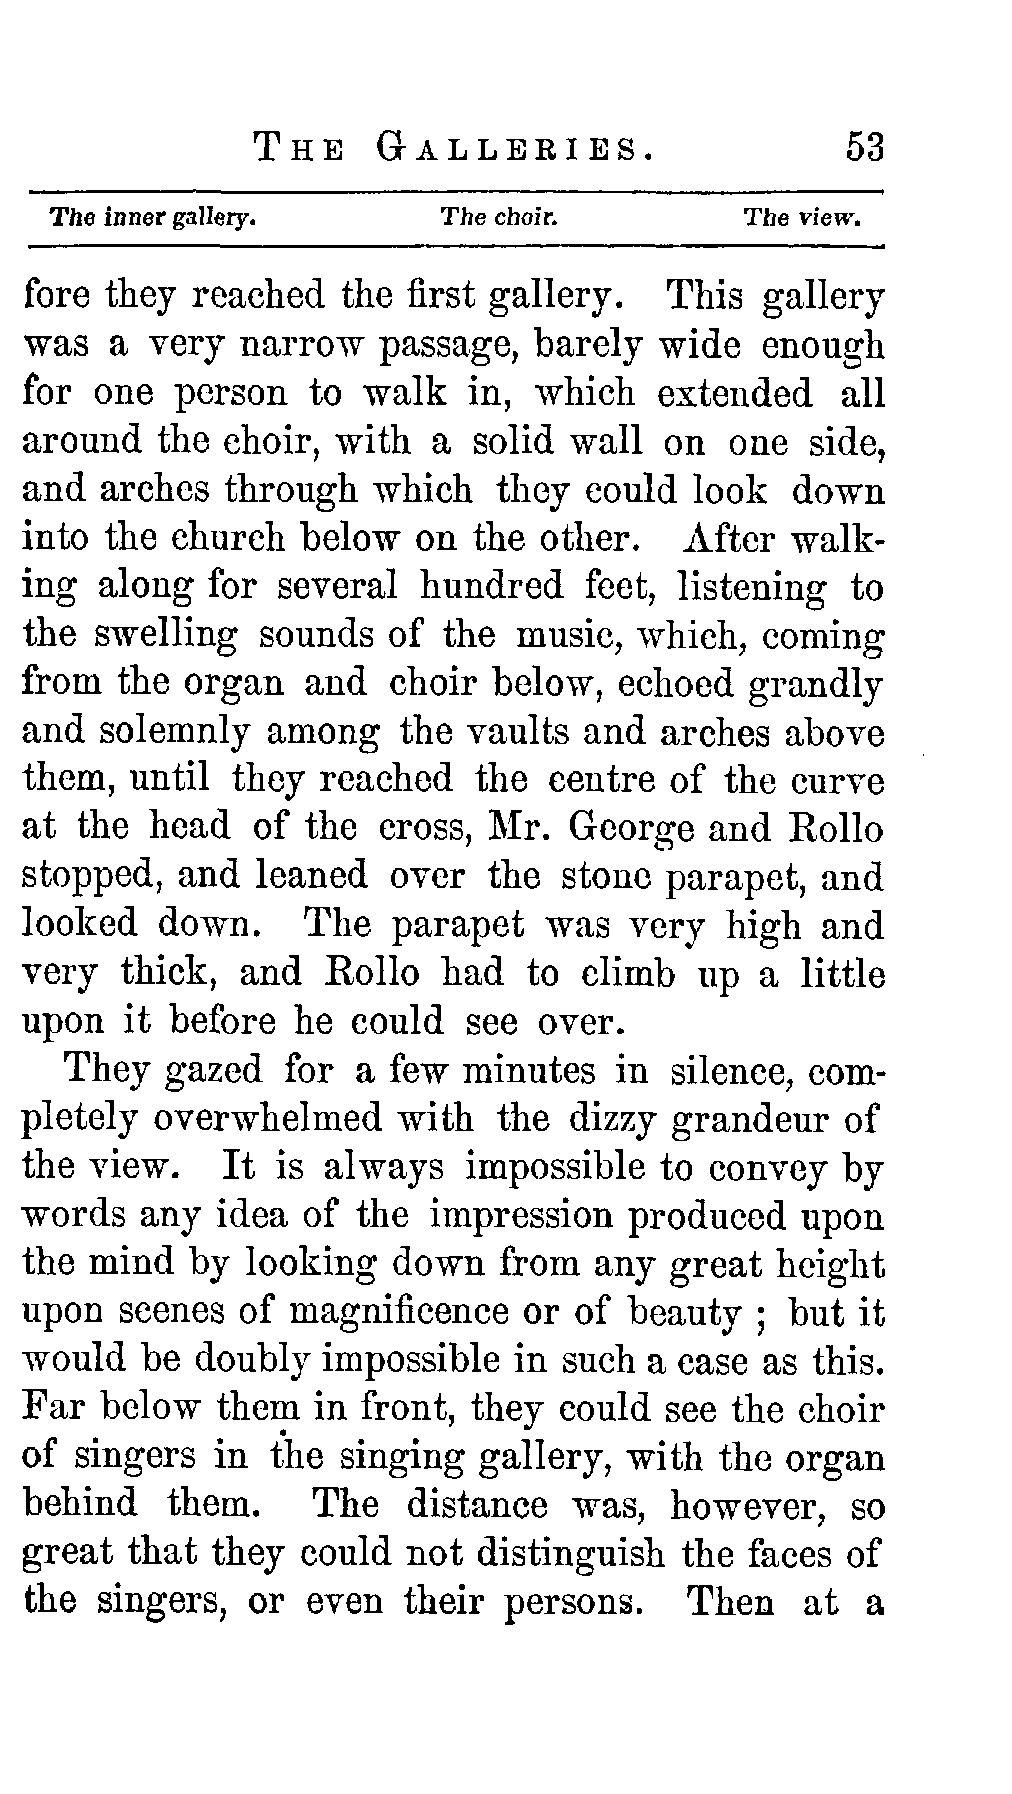 THE GALLERIES. 53
The inner gallery. The choir. The view.
fore they reached the first gallery. This gallery
was a very narrow passage, barely wide enough
for one person to walk in, which extended all
around the choir, with a solid wall on one side,
and arches through which they could look down
into the church below on the other. After walk-
ing along for several hundred feet, listening to
the swelling sounds of the music, which, coming
from the organ and choir below, echoed grandly
and solemnly among the vaults and arches above
them, until they reached the centre of the curve
at the head of the cross, Mr. George and Rollo
stopped, and leaned over the stone parapet, and
looked down. The parapet was very high and
very thick, and Rollo had to climb up a little
upon it before he could see over.
They gazed for a few minutes in silence, com-
pletely overwhelmed with the dizzy grandeur of
the view. It is always impossible to convey by
words any idea of the impression produced upon
the mind by looking down from any great height
upon scenes of magnificence or of beauty ; but it
would be doubly impossible in such a case as this.
Far below them in front, they could see the choir
of singers in the singing gallery, with the organ
behind them. The distance was, however, so
great that they could not distinguish the faces of
the singers, or even their persons. Then at a